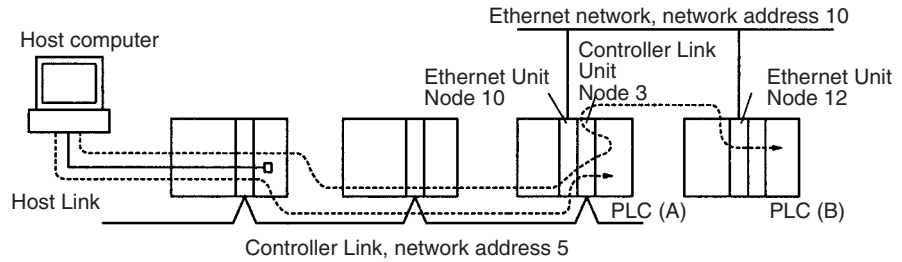 Ethernet network, network address 10
Host computer
Controller Link
Unit
Node 3
Ethernet Unit
Node 10
Ethernet Unit
Node 12
Host Link
PLC (A)
PLC (B)
Controller Link, network address 5